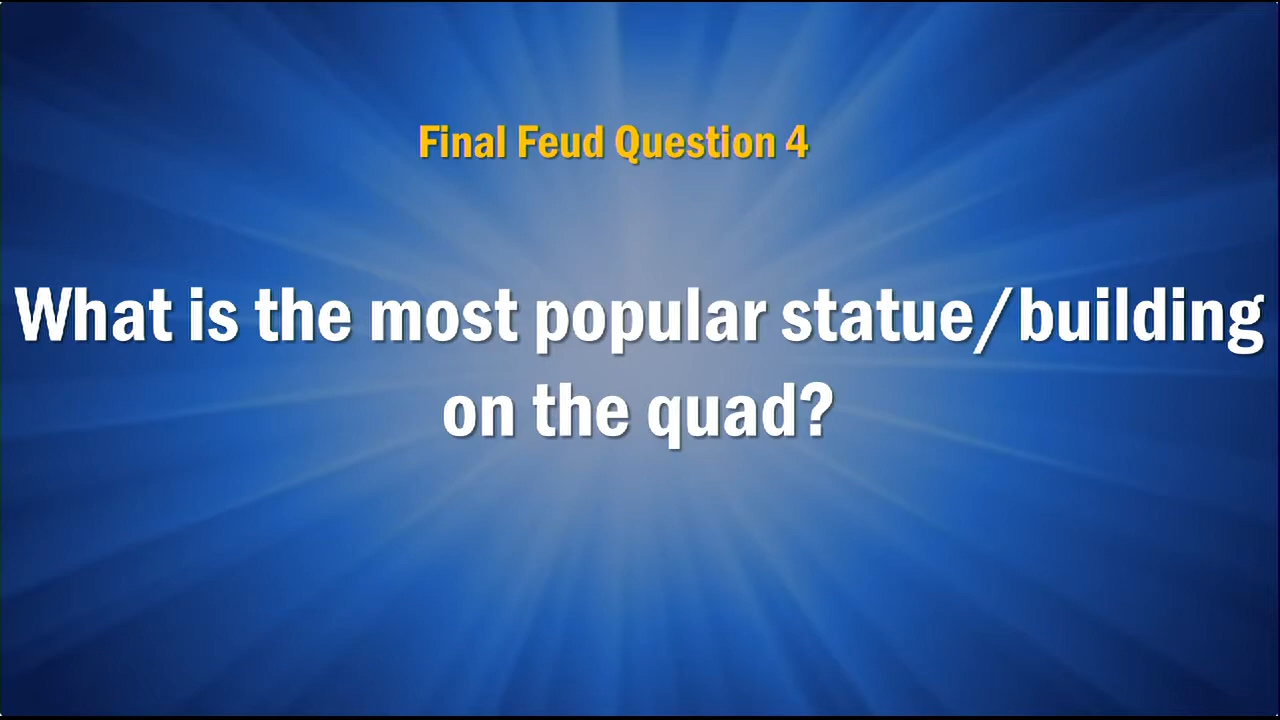 Final Feud Question 4
What is the most popular statue/building
on the quad?